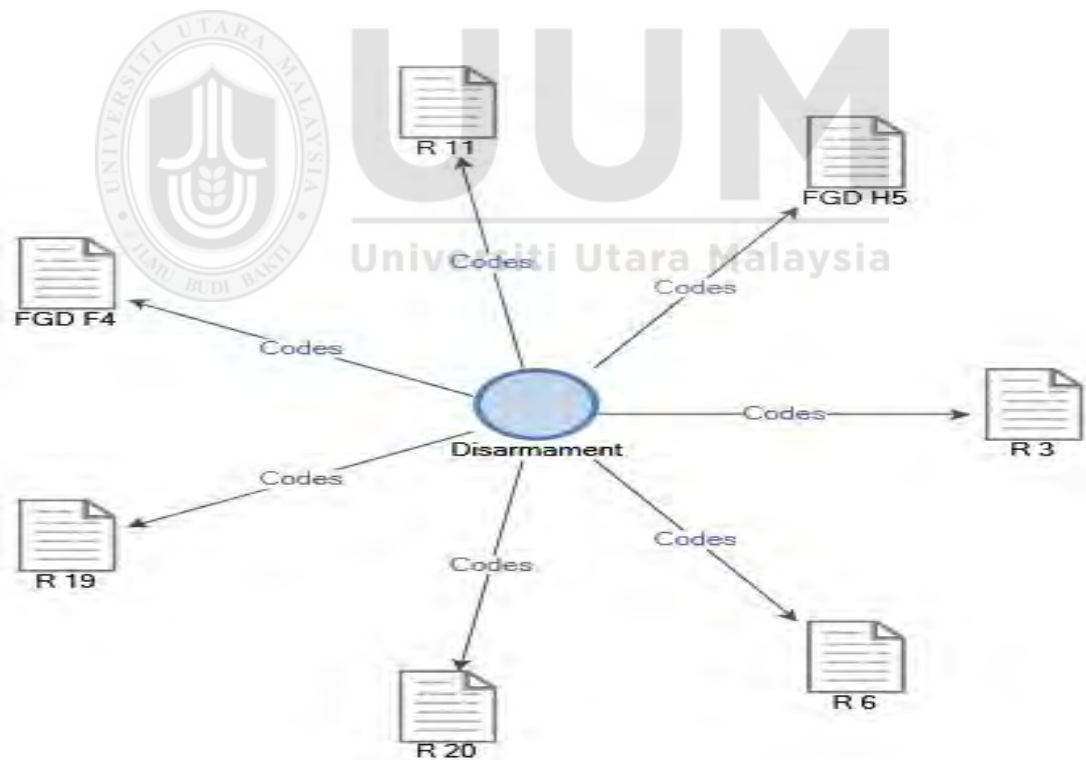 UNIVERSITI UTARA MALAYSIA
ILMU BUDI BAKTI
UUM
Universiti Utara Malaysia
R 11
FGD H5
Codes
Codes
FGD F4
Codes
Codes
R 3
Disarmament
Codes
Codes
Codes
R 19
R 6
R 20